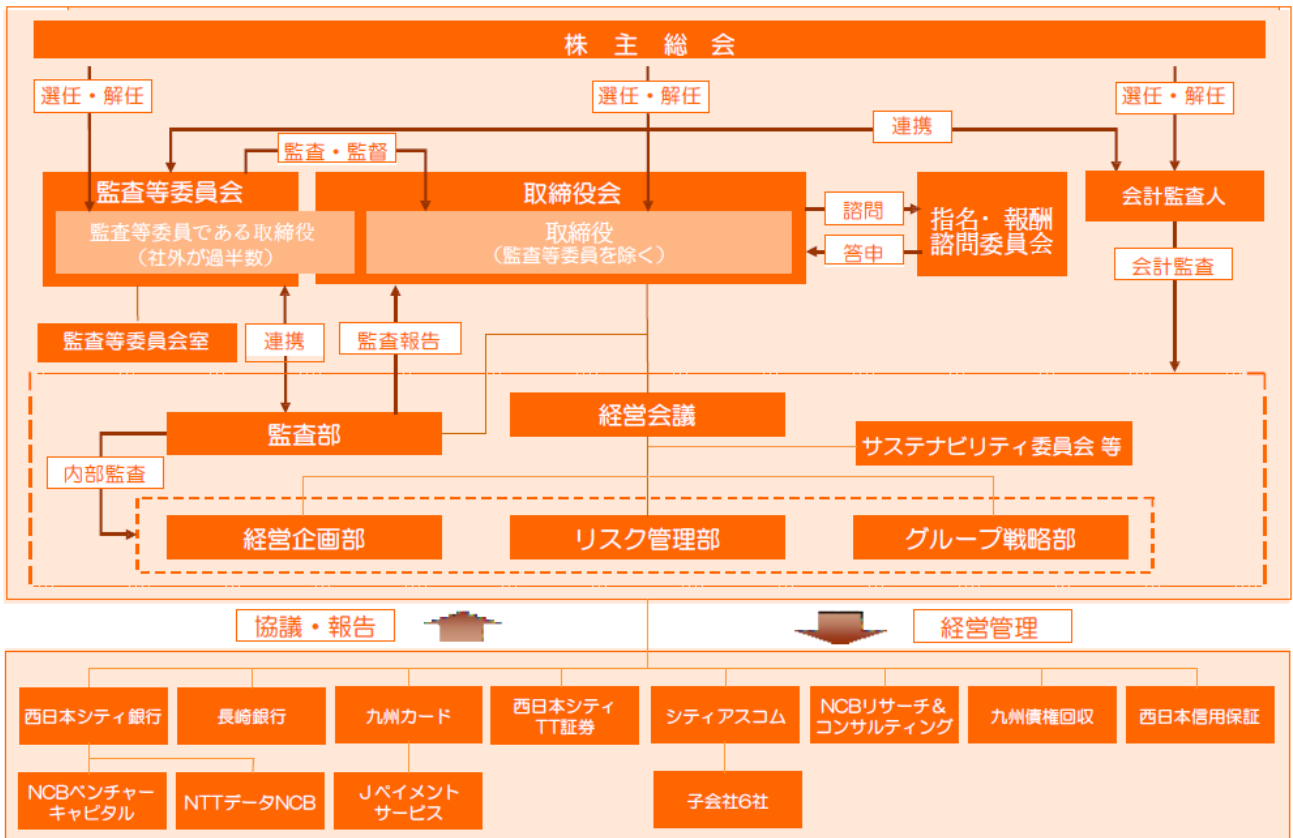 株主総会
選任・解任
選任・解任
選任・解任
連携
監査・監督
監査等委員会
取締役会
会計監査人
監査等委員である取締役
（社外が過半数）
取締役
（監査等委員を除く）
諮問
答申
指名・報酬
諮問委員会
会計監査
監査等委員会室
連携
監査報告
経営会議
監査部
サステナビリティ委員会 等
内部監査
経営企画部
リスク管理部
グループ戦略部
協議・報告
経営管理
西日本シティ銀行
長崎銀行
九州カード
西日本シティ
TT証券
シティアスコム
NCBリサーチ&
コンサルティング
九州債権回収
西日本信用保証
NCBベンチャー
キャピタル
NTTデータNCB
Jペイメント
サービス
子会社6社